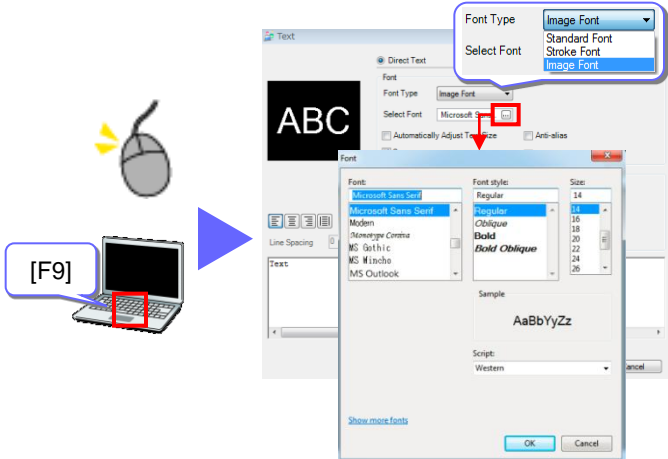 Font Type
Image Font
Standard Font
Select Font
Stroke Font
Image Font
Text
Direct Text
Font
Font Type
Image Font
Select Font
Microsoft Sans
ABC
Automatically Adjust Text Size
Anti-alias
Font
Font:
Font style:
Size:
Microsoft Sans Serif
Regular
14
Microsoft Sans Serif
Regular
14
Modern
Oblique
16
Monotype Corsiva
Bold
18
MS Gothic
Bold Oblique
20
MS Mincho
22
MS Outlook
24
26
Line Spacing
0
Text
[F9]
Sample
AaBbYyZz
Script:
Western
Show more fonts
OK
Cancel
ancel